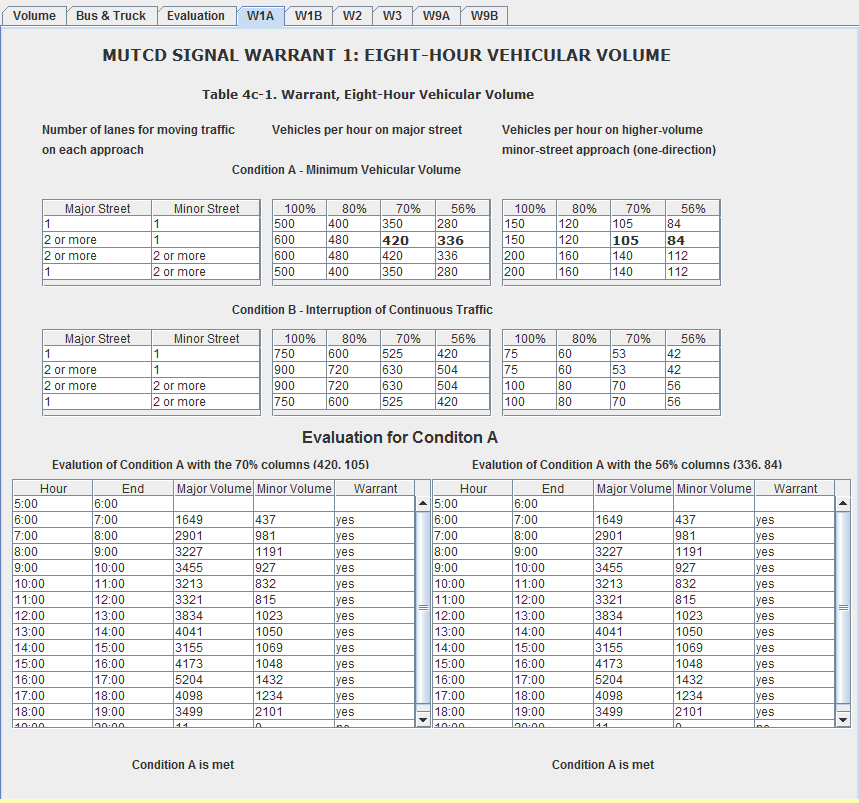 Volume Bus & Truck Evaluation W1A W1B W2 W3 W9A W9B
MUTCD SIGNAL WARRANT 1: EIGHT-HOUR VEHICULAR VOLUME
Table 4c-1. Warrant, Eight-Hour Vehicular Volume
Number of lanes for moving traffic Vehicles per hour on major street Vehicles per hour on higher-volume
on each approach minor-street approach (one-direction)
Condition A - Minimum Vehicular Volume
Major Street Minor Street 100% 80% 70% 56% 100% 80% 70% 56%
1 1 500 400 350 280 150 120 105 84
2 or more 1 600 480 420 336 150 120 105 84
2 or more 2 or more 600 480 420 336 200 160 140 112
1 2 or more 500 400 350 280 200 160 140 112
Condition B - Interruption of Continuous Traffic
Major Street Minor Street 100% 80% 70% 56% 100% 80% 70% 56%
1 1 750 600 525 420 75 60 53 42
2 or more 1 900 720 630 504 75 60 53 42
2 or more 2 or more 900 720 630 504 100 80 70 56
1 2 or more 750 600 525 420 100 80 70 56
Evaluation for Conditon A
Evalution of Condition A with the 70% columns (420, 105) Evalution of Condition A with the 56% columns (336, 84)
Hour End Major Volume Minor Volume Warrant Hour End Major Volume Minor Volume Warrant
5:00 6:00 5:00 6:00
6:00 7:00 1649 437 yes 6:00 7:00 1649 437 yes
7:00 8:00 2901 981 yes 7:00 8:00 2901 981 yes
8:00 9:00 3227 1191 yes 8:00 9:00 3227 1191 yes
9:00 10:00 3455 927 yes 9:00 10:00 3455 927 yes
10:00 11:00 3213 832 yes 10:00 11:00 3213 832 yes
11:00 12:00 3321 815 yes 11:00 12:00 3321 815 yes
12:00 13:00 3834 1023 yes 12:00 13:00 3834 1023 yes
13:00 14:00 4041 1050 yes 13:00 14:00 4041 1050 yes
14:00 15:00 3155 1069 yes 14:00 15:00 3155 1069 yes
15:00 16:00 4173 1048 yes 15:00 16:00 4173 1048 yes
16:00 17:00 5204 1432 yes 16:00 17:00 5204 1432 yes
17:00 18:00 4098 1234 yes 17:00 18:00 4098 1234 yes
18:00 19:00 3499 2101 yes 18:00 19:00 3499 2101 yes
Condition A is met Condition A is met